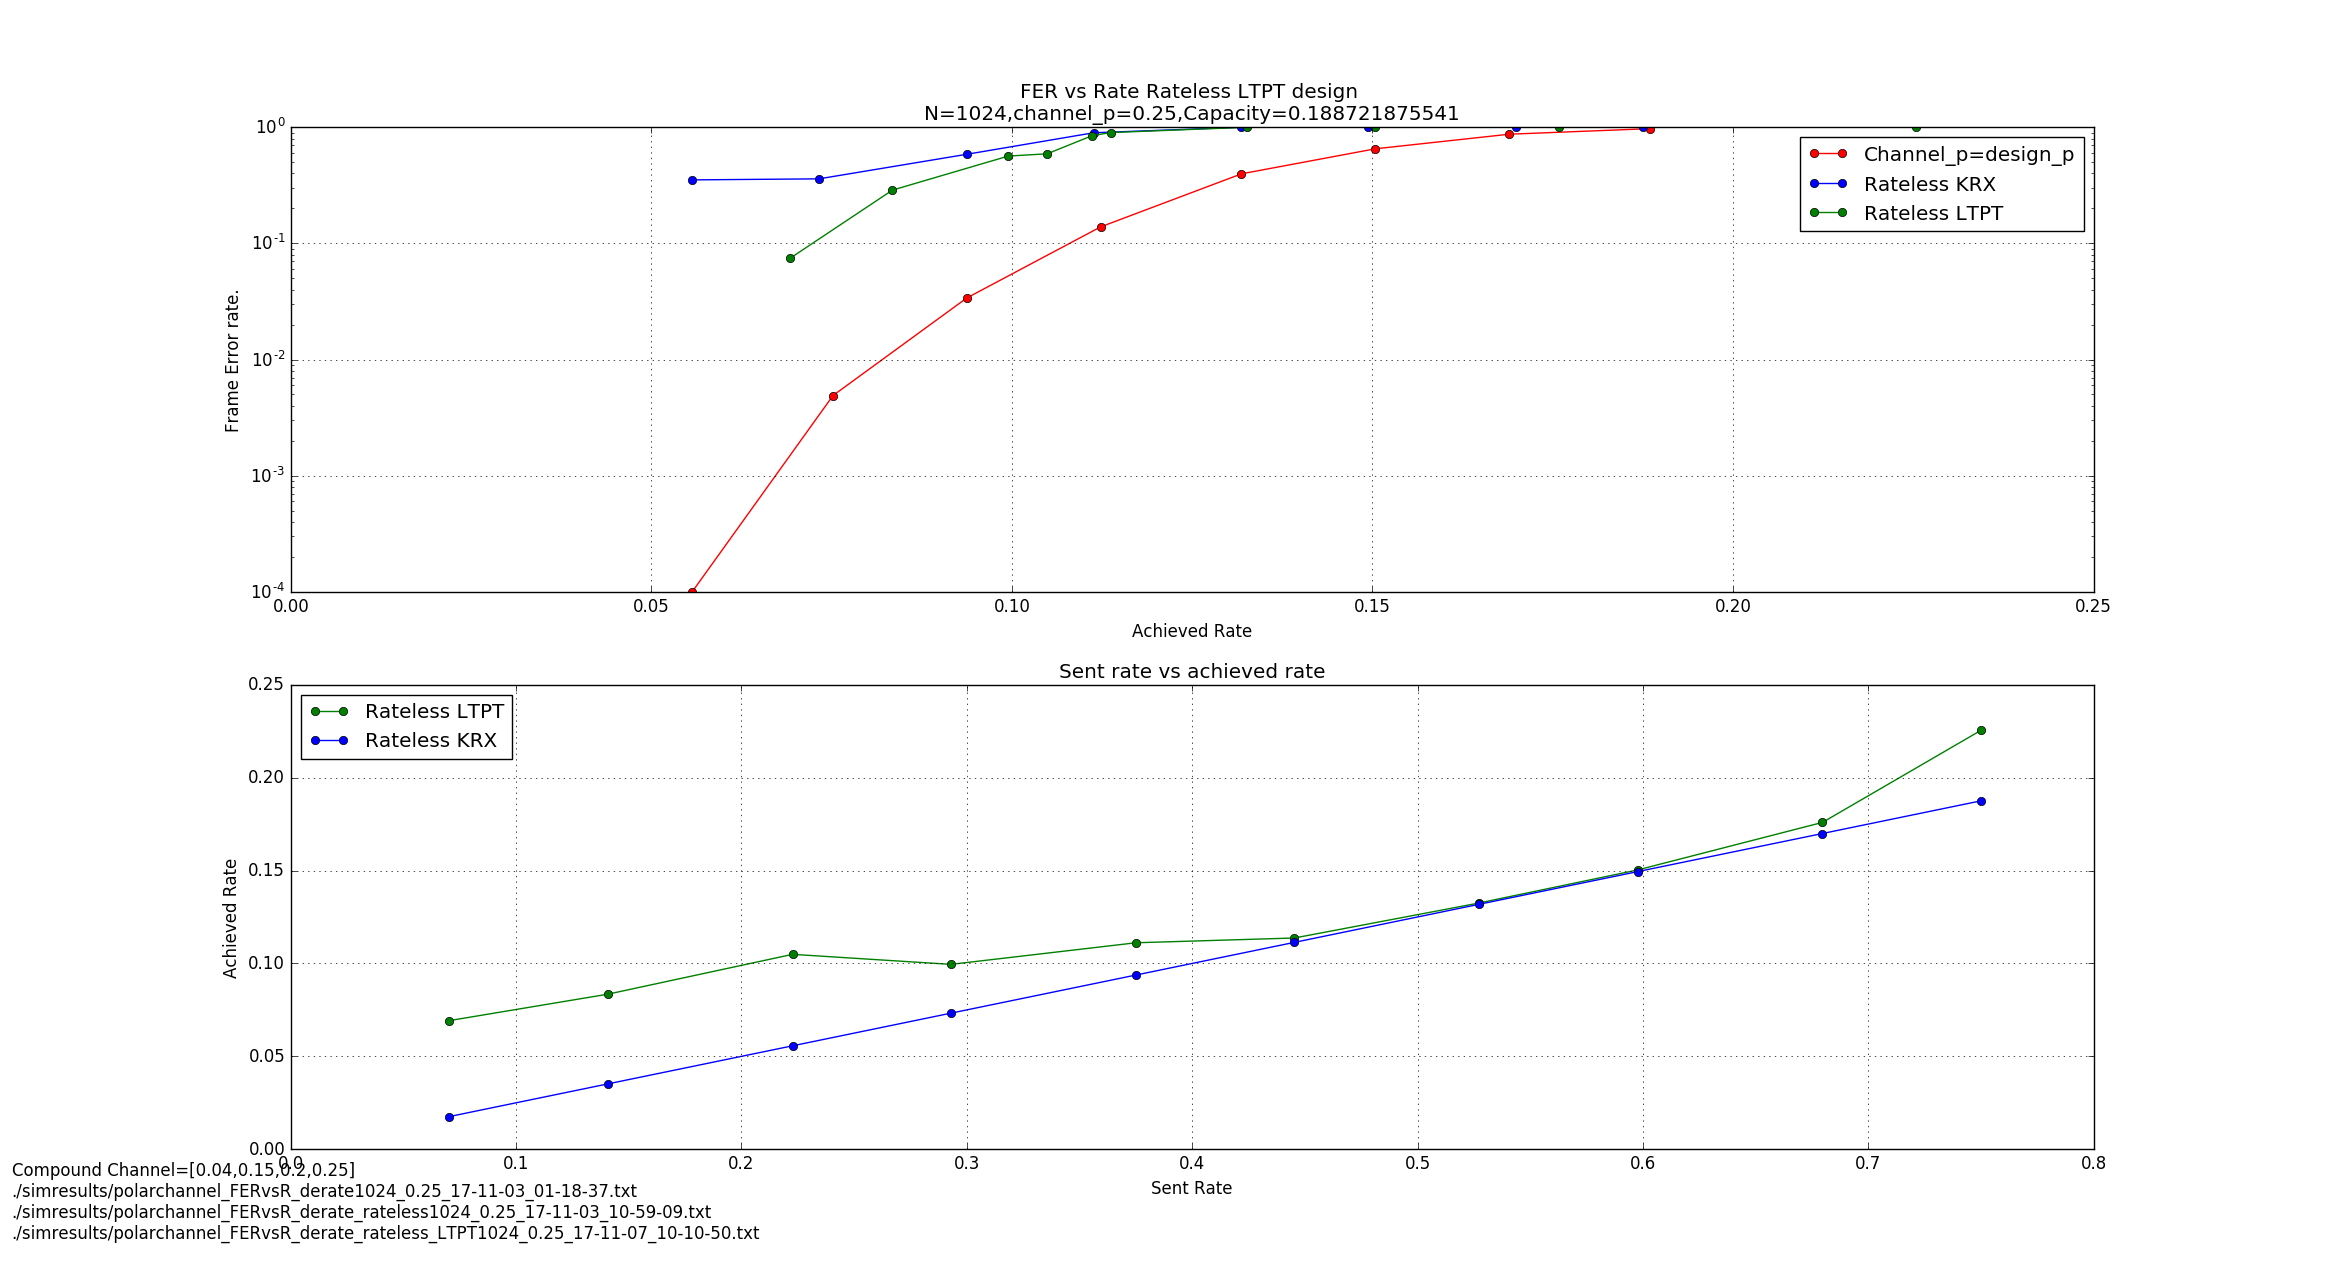 FER vs Rate Rateless LTPT design
N=1024,channel_p=0.25,Capacity=0.188721875541
10^0
10^-1
10^-2
10^-3
10^-4
Frame Error rate.
Channel_p=design_p
Rateless KRX
Rateless LTPT
0.00 0.05 0.10 0.15 0.20 0.25
Achieved Rate
Sent rate vs achieved rate
0.25
0.20
0.15
0.10
0.05
0.00
Achieved Rate
Rateless LTPT
Rateless KRX
0.0 0.1 0.2 0.3 0.4 0.5 0.6 0.7 0.8
Sent Rate
Compound Channel=[0.04,0.15,0.2,0.25]
./simresults/polarchannel_FERvsR_derate1024_0.25_17-11-03_01-18-37.txt
./simresults/polarchannel_FERvsR_derate_rateless1024_0.25_17-11-03_10-59-09.txt
./simresults/polarchannel_FERvsR_derate_rateless_LTPT1024_0.25_17-11-07_10-10-50.txt